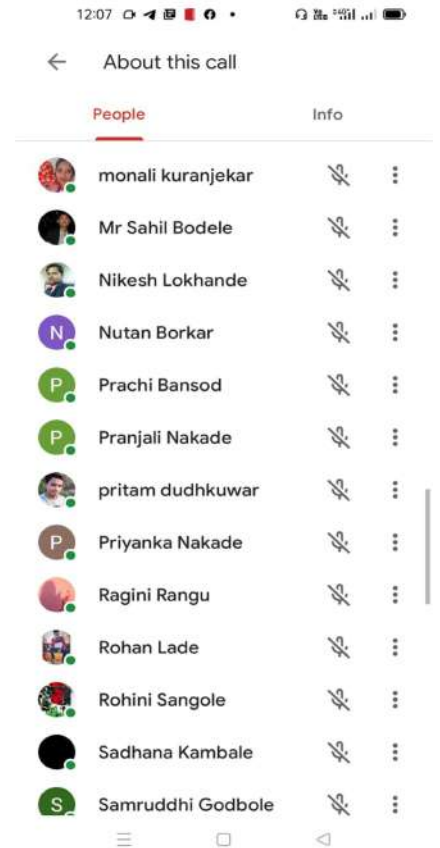 12:07
About this call
People Info
monali kuranjekar
Mr Sahil Bodele
Nikesh Lokhande
N Nutan Borkar
P Prachi Bansod
P Pranjali Nakade
pritam dudhkuwar
P Priyanka Nakade
Ragini Rangu
Rohan Lade
Rohini Sangole
Sadhana Kambale
S Samruddhi Godbole